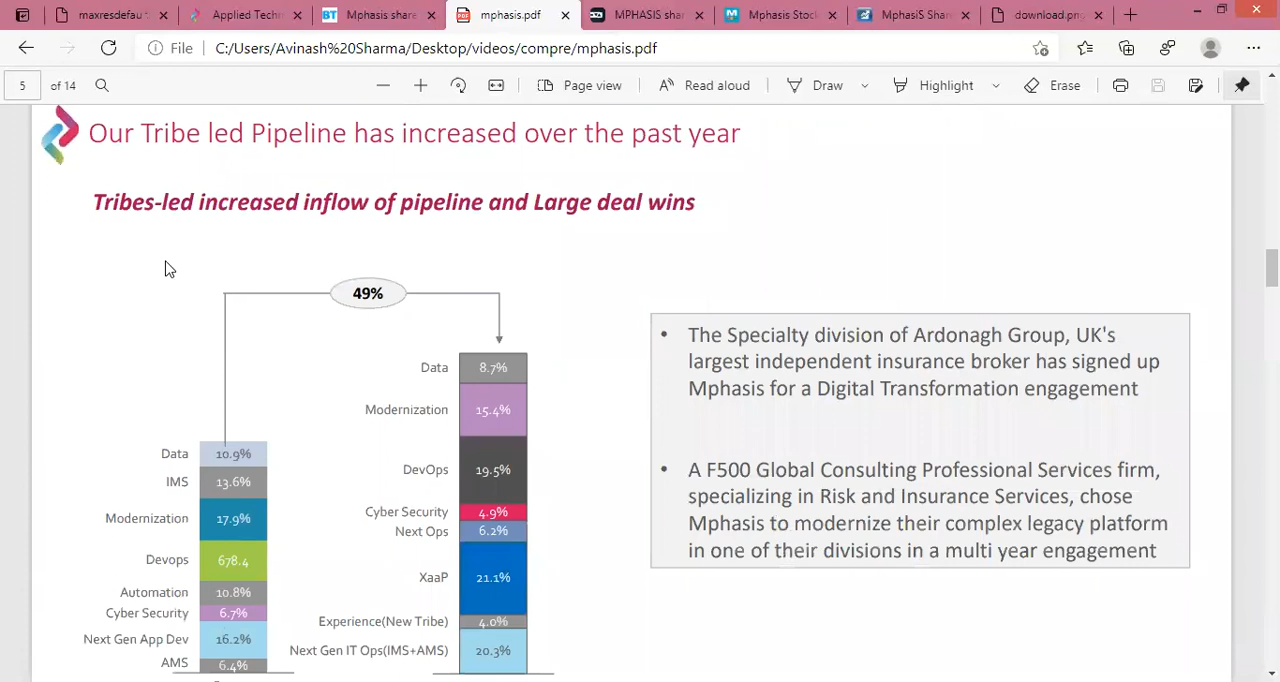 maxresdefau
Applied Techn
Mphasis share
mphasis.pdf
MPHASIS shar
Mphasis Stock
MphasiS Shar
download.png
File
C:/Users/Avinash%20Sharma/Desktop/videos/compre/mphasis.pdf
5 of 14
Page view
Read aloud
Draw
Highlight
Erase
Our Tribe led Pipeline has increased over the past year
Tribes-led increased inflow of pipeline and Large deal wins
49%
Data 10.9%
IMS 13.6%
Modernization 17.9%
Devops 678.4
Automation 10.8%
Cyber Security 6.7%
Next Gen App Dev 16.2%
AMS 6.4%
Data 8.7%
Modernization 15.4%
DevOps 19.5%
Cyber Security 4.9%
Next Ops 6.2%
XaaP 21.1%
Experience(New Tribe) 4.0%
Next Gen IT Ops(IMS+AMS) 20.3%
• The Specialty division of Ardonagh Group, UK's
largest independent insurance broker has signed up
Mphasis for a Digital Transformation engagement
• A F500 Global Consulting Professional Services firm,
specializing in Risk and Insurance Services, chose
Mphasis to modernize their complex legacy platform
in one of their divisions in a multi year engagement